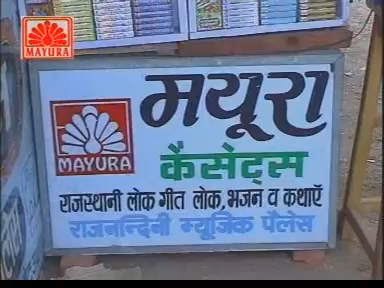 MAYURA
मयूरा
MAYURA
कैसेट्स
राजस्थानी लोक गीत लोक, भजन व कथाएँ
राजनन्दिनी म्यूजिक पैलेस